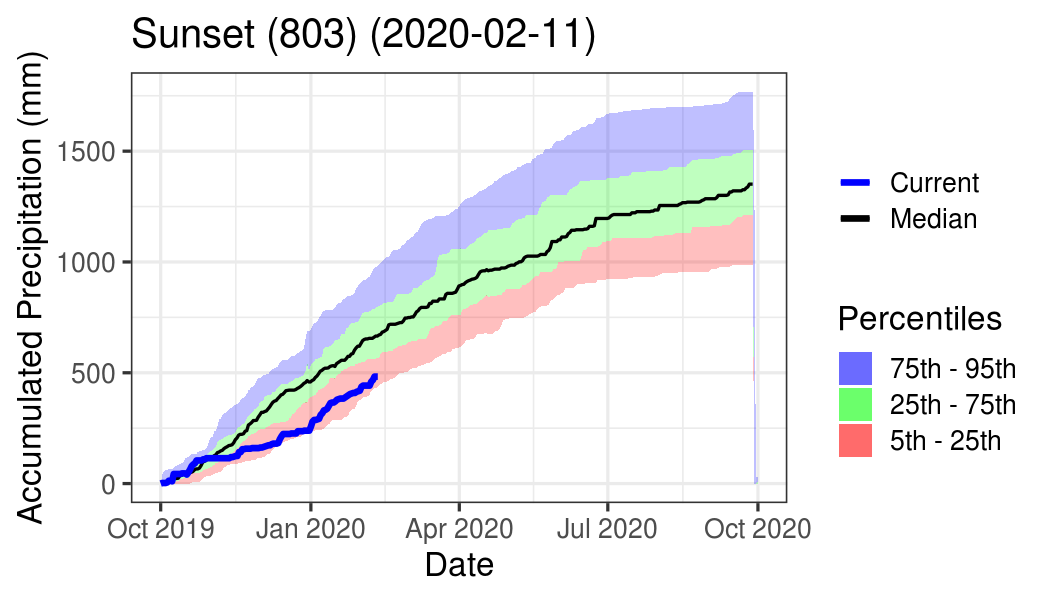 Sunset (803) (2020-02-11)
Accumulated Precipitation (mm)
1500
1000
500
0
Oct 2019
Jan 2020
Apr 2020
Jul 2020
Oct 2020
Date
Current
Median
Percentiles
75th - 95th
25th - 75th
5th - 25th